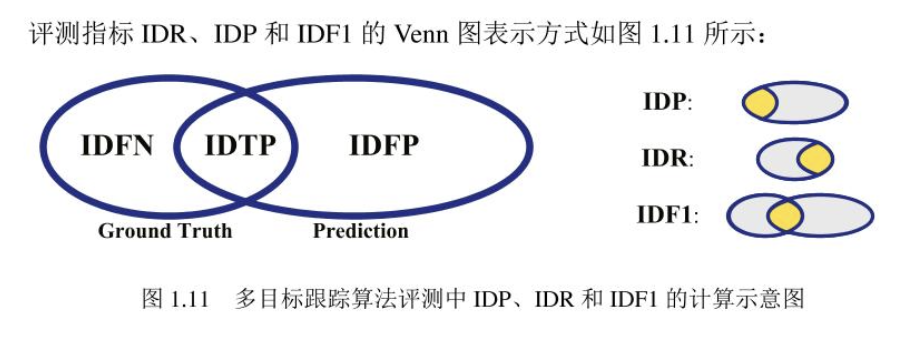 评测指标 IDR、IDP 和 IDF1 的 Venn 图表示方式如图 1.11 所示：
IDFN IDTP IDFP
Ground Truth Prediction
IDP:
IDR:
IDF1:
图 1.11 多目标跟踪算法评测中 IDP、IDR 和 IDF1 的计算示意图